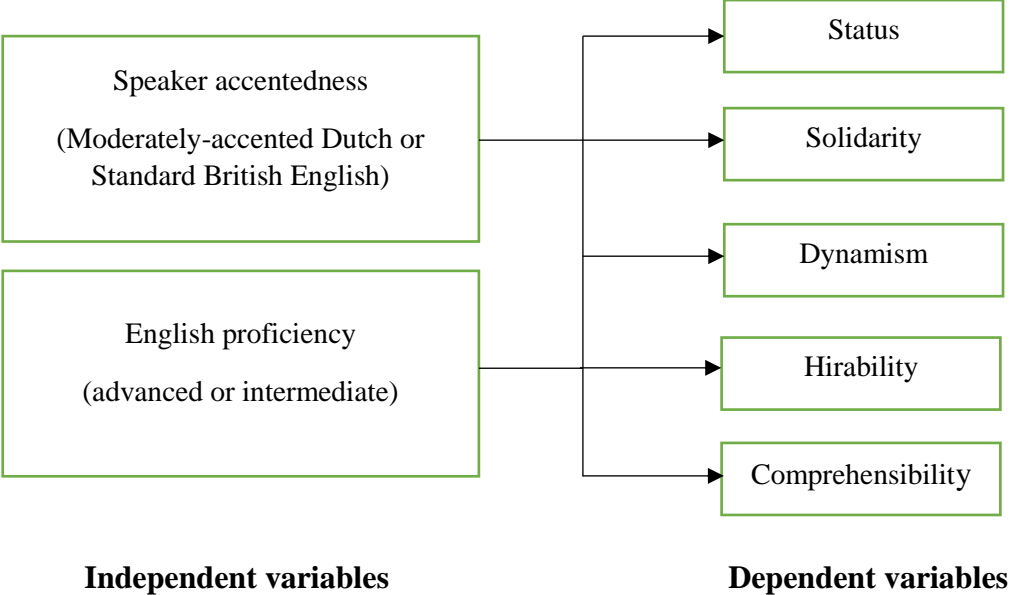 Speaker accentedness
(Moderately-accented Dutch or
Standard British English)
English proficiency
(advanced or intermediate)
Independent variables
Status
Solidarity
Dynamism
Hirability
Comprehensibility
Dependent variables